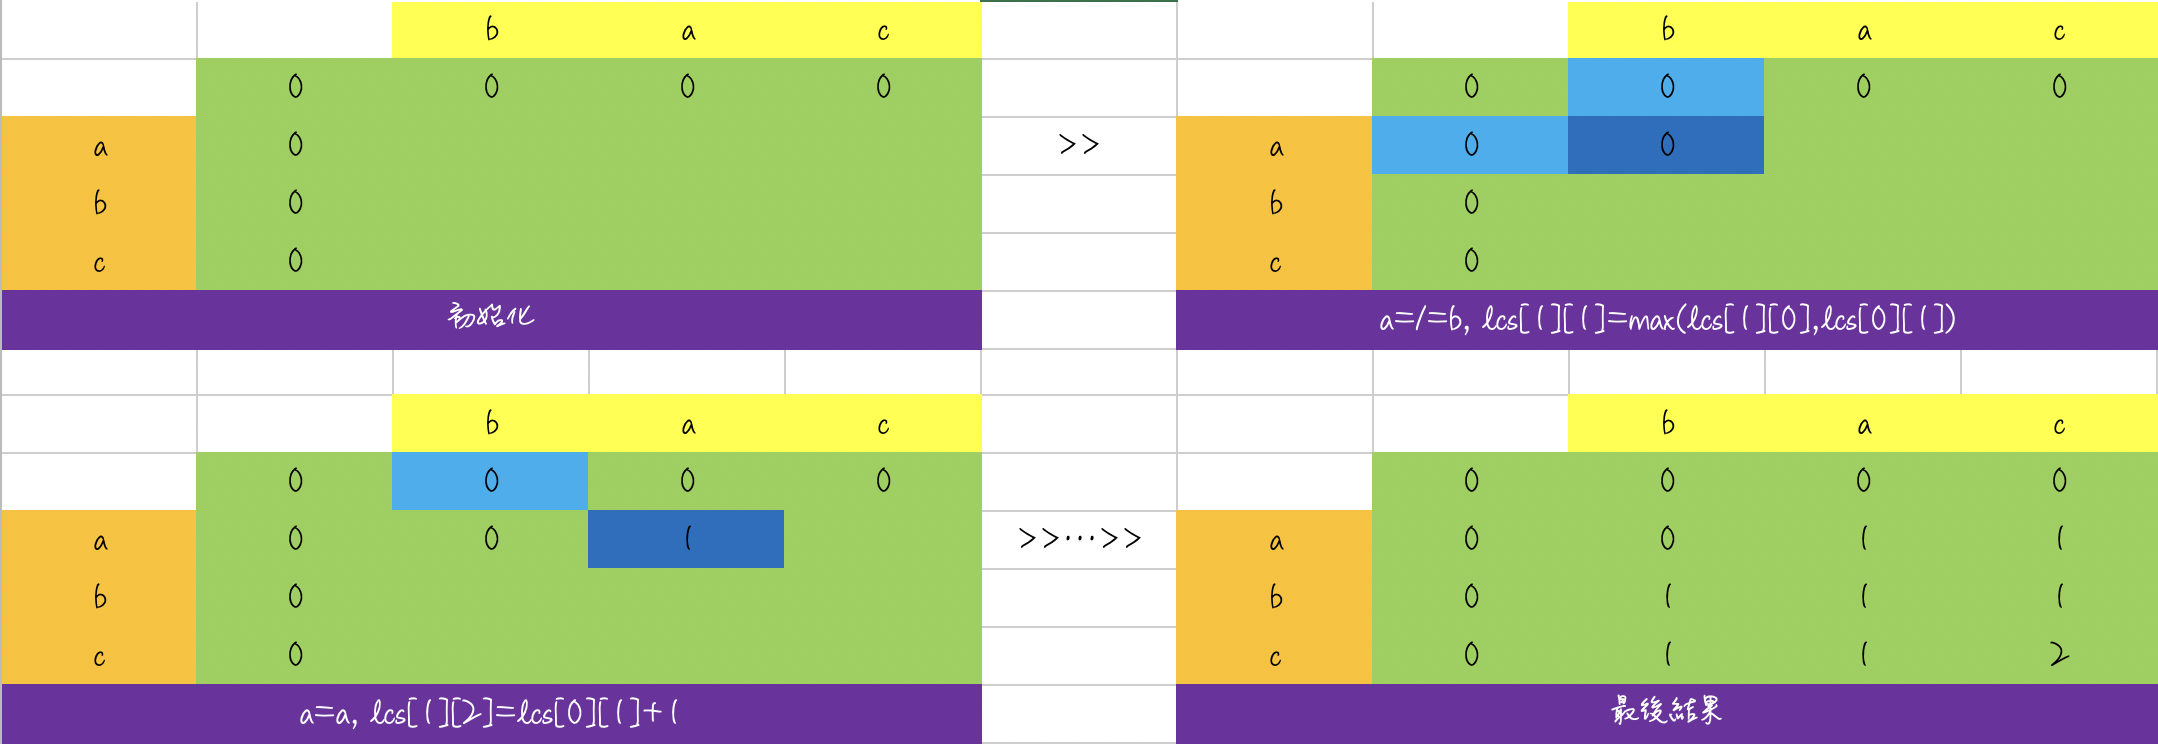 b a c
0 0 0 0
a 0
b 0
c 0
初始化
>>
b a c
0 0 0 0
a 0 0
b 0
c 0
a=/=b, lcs[1][1]=max(lcs[1][0],lcs[0][1])
b a c
0 0 0 0
a 0 0 1
b 0
c 0
a=a, lcs[1][2]=lcs[0][1]+1
>>...>>
b a c
0 0 0 0
a 0 0 1 1
b 0 1 1 1
c 0 1 1 2
最後結果